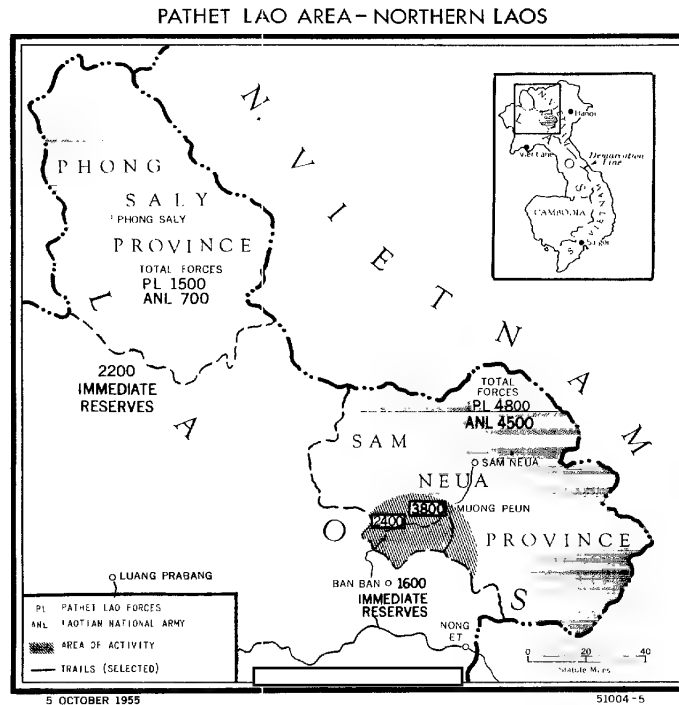 PATHET LAO AREA – NORTHERN LAOS
N. VIETNAM
LAOS
PHONG
SALY
PHONG SALY
PROVINCE
TOTAL FORCES
PL 1500
ANL 700
2200
IMMEDIATE
RESERVES
Hanoi
Demarcation
Line
CAMBODIA
TOTAL
FORCES
PL 4800
ANL 4500
SAM
SAM NEUA
NEUA
3800
MUONG PEUN
2400
PROVINCE
LUANG PRABANG
BAN BAN
1600
IMMEDIATE
RESERVES
NONG
ET
PL PATHET LAO FORCES
ANL LAOTIAN NATIONAL ARMY
AREA OF ACTIVITY
TRAILS (SELECTED)
0 20 40
Statute Miles
5 OCTOBER 1955
51004-5